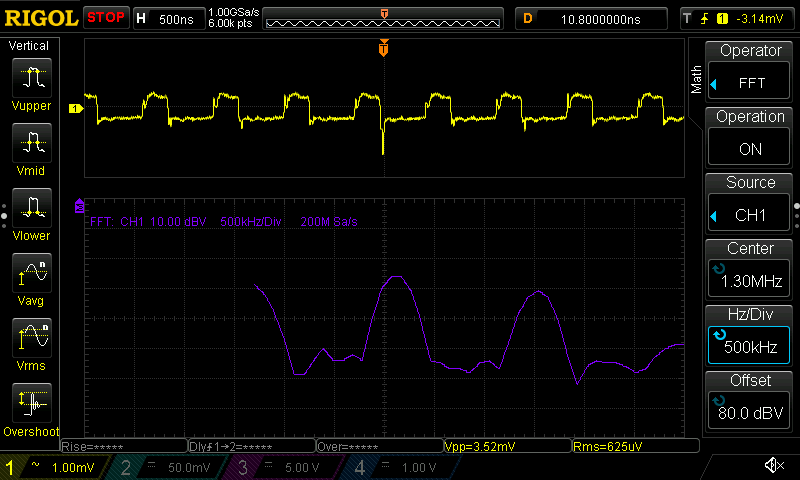 RIGOL STOP H 500ns 1.00GSa/s 6.00k pts T D 10.8000000ns T 1 -3.14mV
Vertical
Vupper
Vmid
Vlower
Vavg
Vrms
Overshoot
T
1
FFT: CH1 10.00 dBV 500kHz/Div 200M Sa/s
Math
Operator
FFT
Operation
ON
Source
CH1
Center
1.30MHz
Hz/Div
500kHz
Offset
80.0 dBV
Rise=***** Dly⨍1→2=***** Over=***** Vpp=3.52mV Rms=625uV
1 ~ 1.00mV 2 50.0mV 3 5.00 V 4 1.00 V